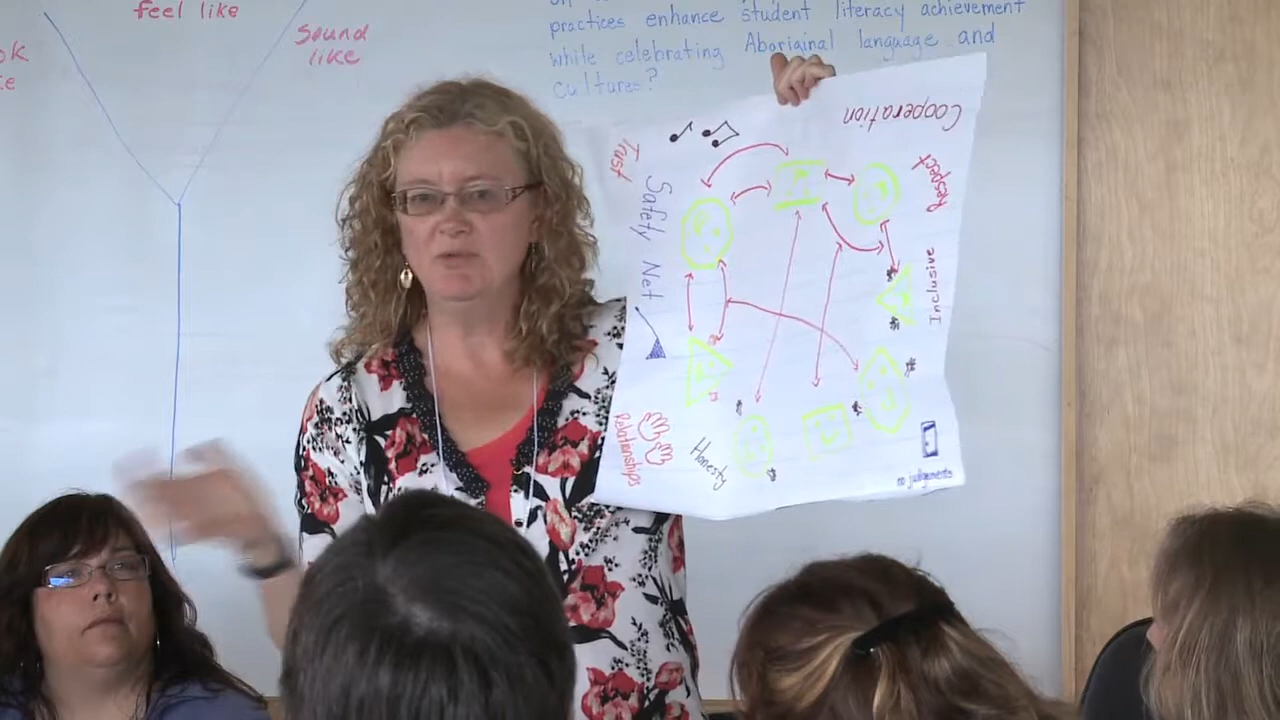 feel like
Sound
like
practices enhance student literacy achievement
while celebrating Aboriginal language and
cultures?
Cooperation
Trust
Respect
Safety Net
Inclusive
Relationships
Honesty
no judgements